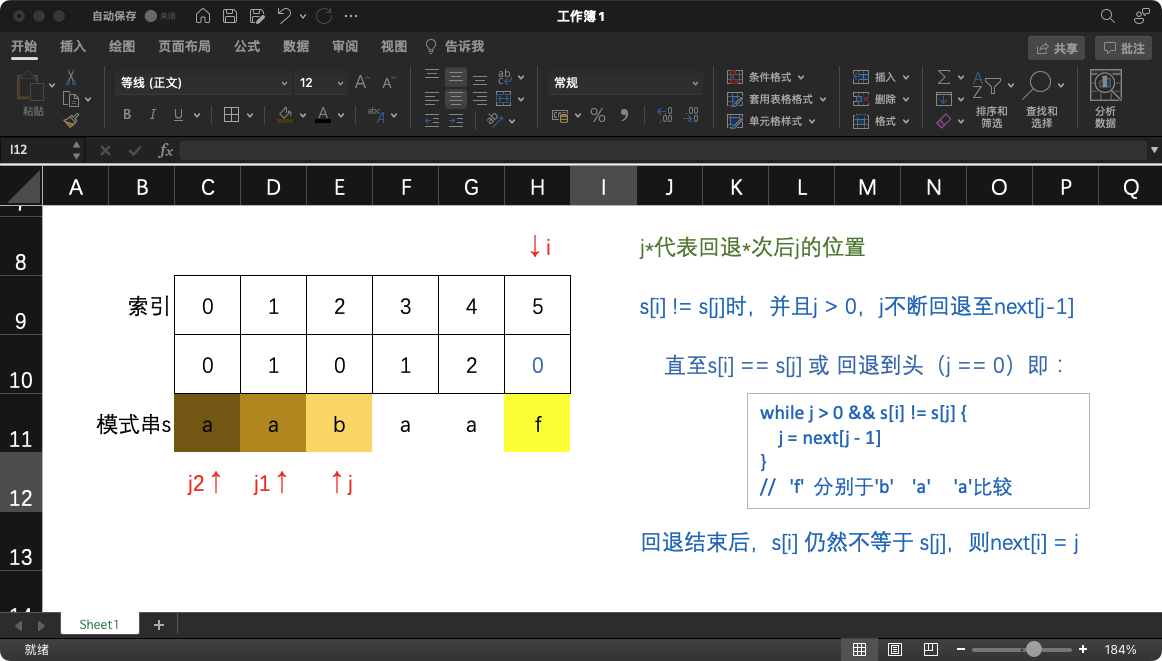 自动保存 关闭 工作簿1
开始 插入 绘图 页面布局 公式 数据 审阅 视图 告诉我 共享 批注
粘贴 等线 (正文) 12 A A 常规 条件格式 插入
套用表格格式 删除
单元格样式 格式
B I U A abc ab % .00
排序和筛选 查找和选择 分析数据
I12 fx
A B C D E F G H I J K L M N O P Q
8 ↓i j*代表回退*次后j的位置
9 索引 0 1 2 3 4 5 s[i] != s[j]时，并且j > 0，j不断回退至next[j-1]
10 0 1 0 1 2 0 直至s[i] == s[j] 或 回退到头（j == 0）即：
11 模式串s a a b a a f
while j > 0 && s[i] != s[j] {
j = next[j - 1]
}
// 'f' 分别于'b' 'a' 'a'比较
12 j2↑ j1↑ ↑j
13 回退结束后，s[i] 仍然不等于 s[j]，则next[i] = j
Sheet1 +
就绪 184%